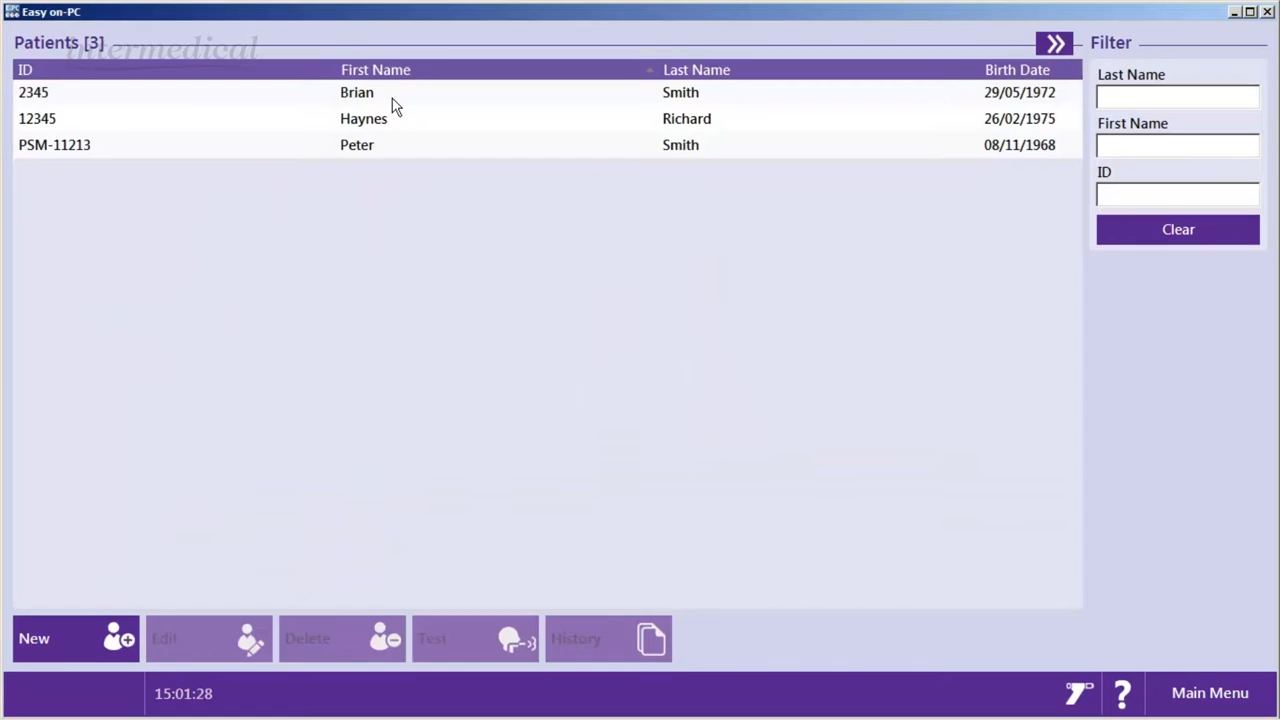 Easy on-PC
Patients [3]
intermedical
Filter
ID First Name Last Name Birth Date
2345 Brian Smith 29/05/1972
12345 Haynes Richard 26/02/1975
PSM-11213 Peter Smith 08/11/1968
Last Name
First Name
ID
Clear
New Edit Delete Test History
15:01:28
? Main Menu